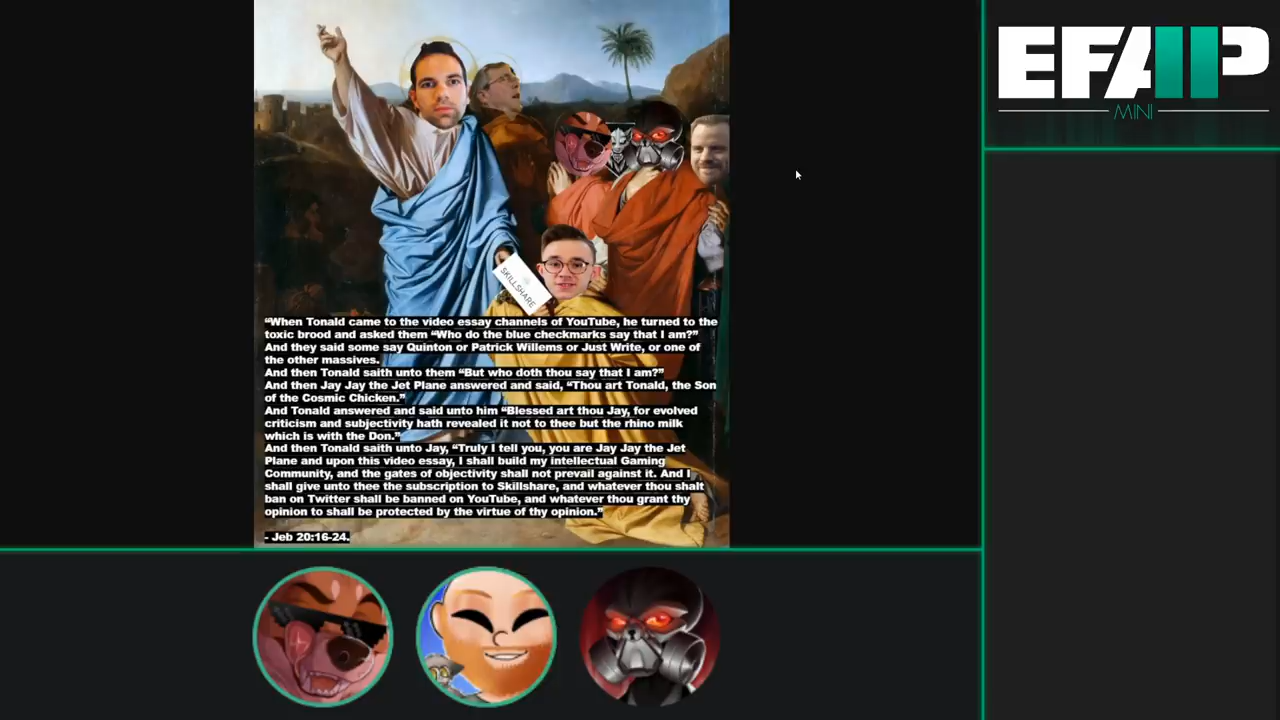 EFAP
MINI
SKILLSHARE
“When Tonald came to the video essay channels of YouTube, he turned to the
toxic brood and asked them “Who do the blue checkmarks say that I am?”
And they said some say Quinton or Patrick Willems or Just Write, or one of
the other massives.
And then Tonald saith unto them “But who doth thou say that I am?”
And then Jay Jay the Jet Plane answered and said, “Thou art Tonald, the Son
of the Cosmic Chicken.”
And Tonald answered and said unto him “Blessed art thou Jay, for evolved
criticism and subjectivity hath revealed it not to thee but the rhino milk
which is with the Don.”
And then Tonald saith unto Jay, “Truly I tell you, you are Jay Jay the Jet
Plane and upon this video essay, I shall build my intellectual Gaming
Community, and the gates of objectivity shall not prevail against it. And I
shall give unto thee the subscription to Skillshare, and whatever thou shalt
ban on Twitter shall be banned on YouTube, and whatever thou grant thy
opinion to shall be protected by the virtue of thy opinion.”
- Jeb 20:16-24.